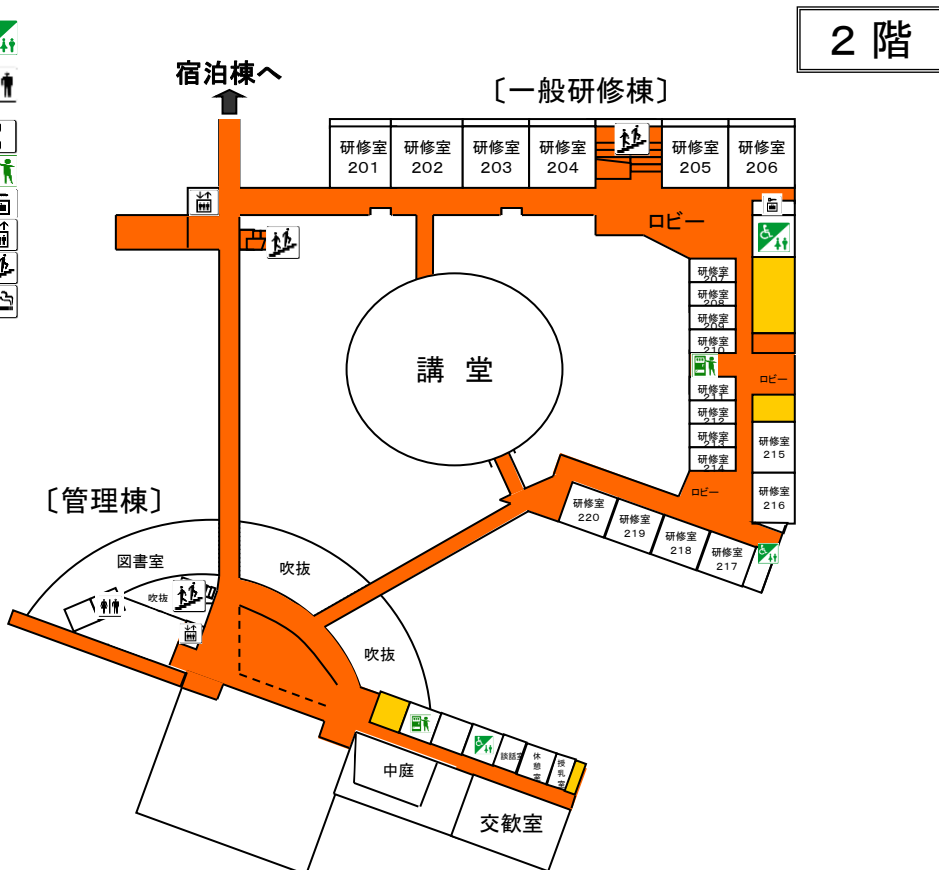 ２階
宿泊棟へ
〔一般研修棟〕
研修室
201
研修室
202
研修室
203
研修室
204
研修室
205
研修室
206
ロビー
研修室
207
研修室
208
研修室
209
研修室
210
研修室
211
研修室
212
研修室
213
研修室
214
ロビー
研修室
215
研修室
216
ロビー
講堂
研修室
220
研修室
219
研修室
218
研修室
217
〔管理棟〕
図書室
吹抜
吹抜
吹抜
談話室
休憩室
授乳室
中庭
交歓室